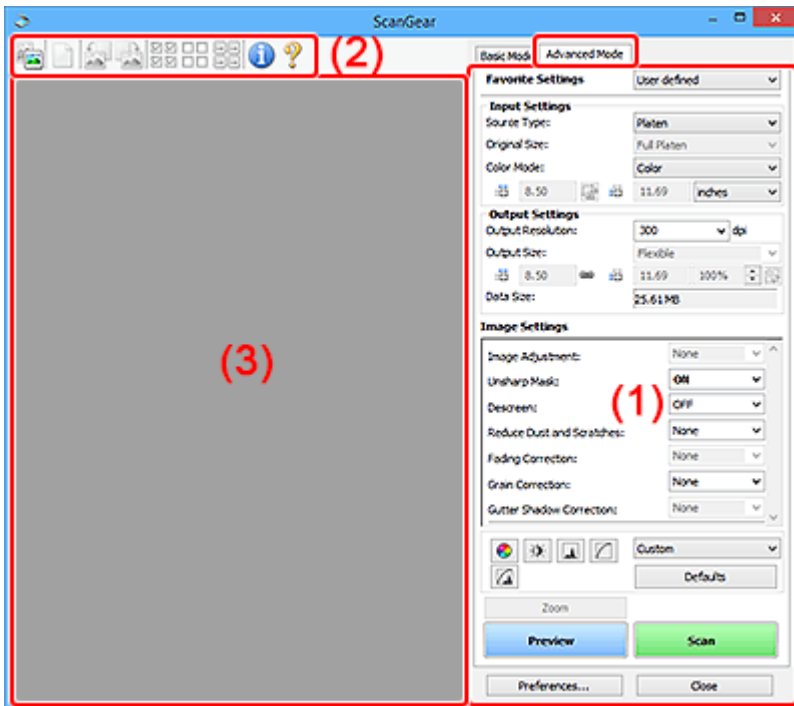 ScanGear
(2)
Basic Mode Advanced Mode
Favorite Settings User defined
Input Settings
Source Type: Platen
Original Size: Full Platen
Color Mode: Color
8.50 11.69 inches
Output Settings
Output Resolution: 300 dpi
Output Size: Flexible
8.50 11.69 100%
Data Size: 25.61 MB
Image Settings
(3)
Image Adjustment: None
Unsharp Mask: ON
(1)
Descreen: OFF
Reduce Dust and Scratches: None
Fading Correction: None
Grain Correction: None
Gutter Shadow Correction: None
Custom
Defaults
Zoom
Preview Scan
Preferences... Close